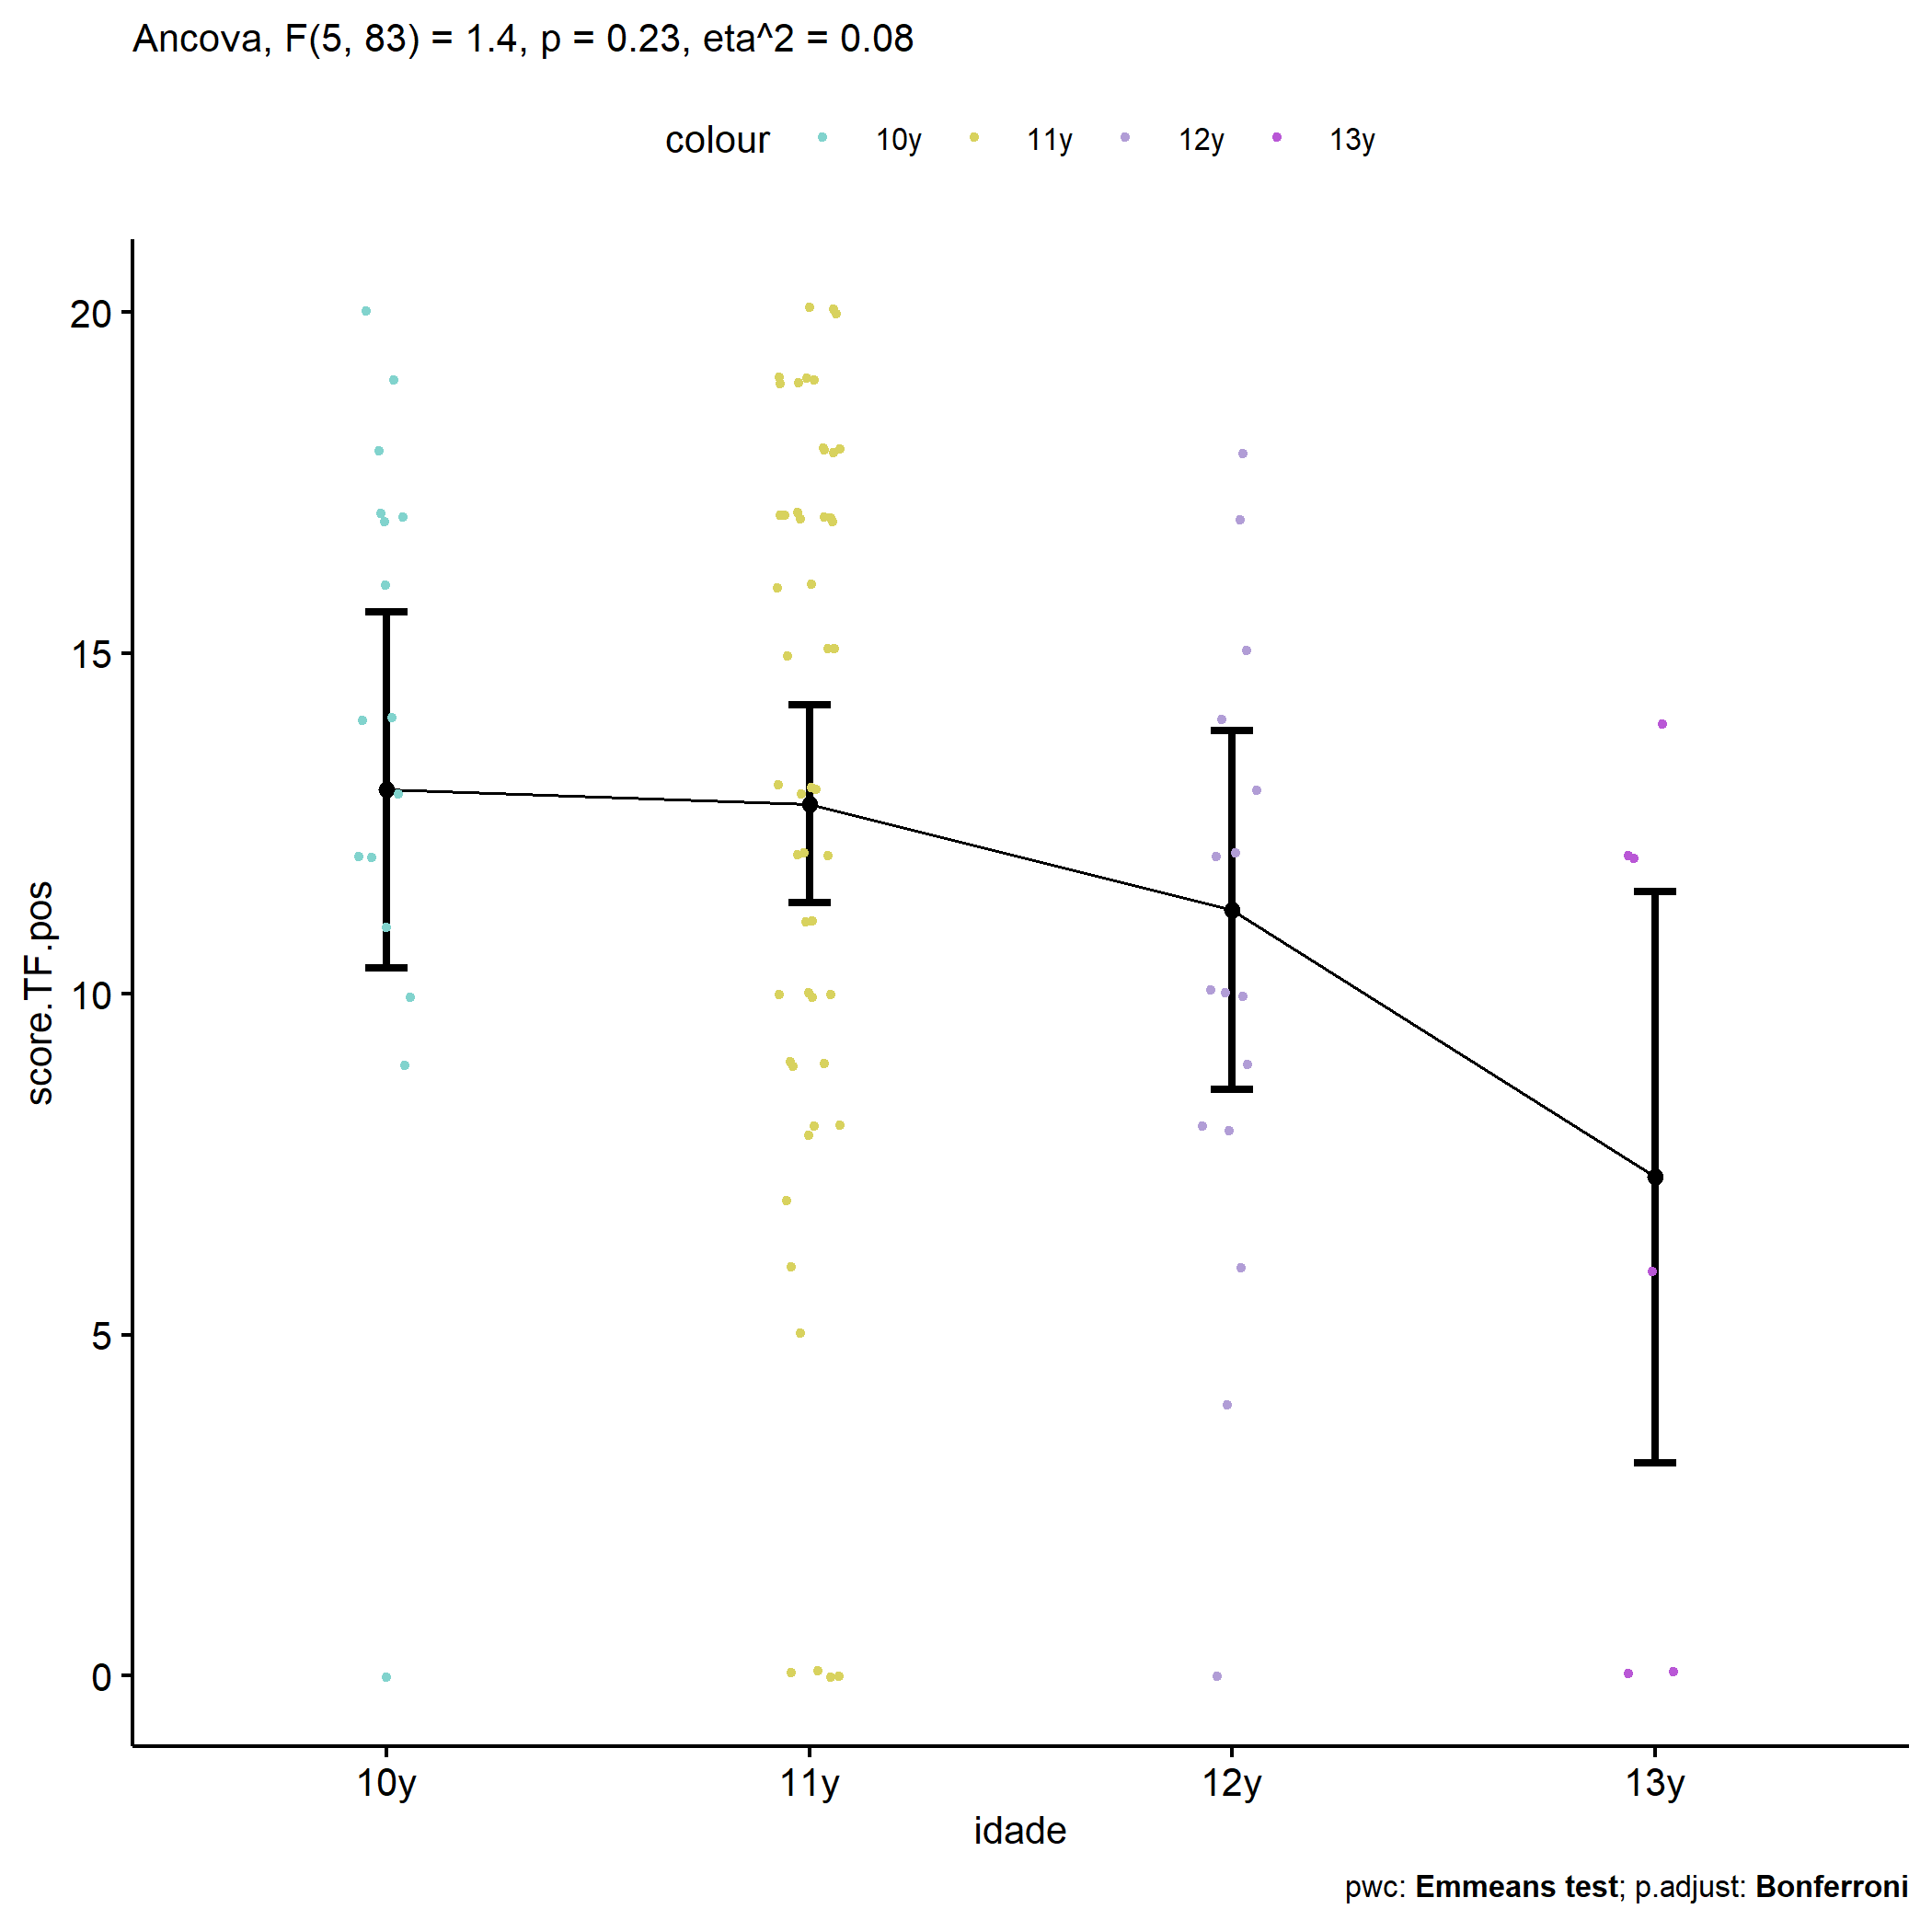 Ancova, F(5, 83) = 1.4, p = 0.23, eta^2 = 0.08
colour 10y 11y 12y 13y
20
15
10
5
0
score.TF.pos
10y 11y 12y 13y
idade
pwc: Emmeans test; p.adjust: Bonferroni